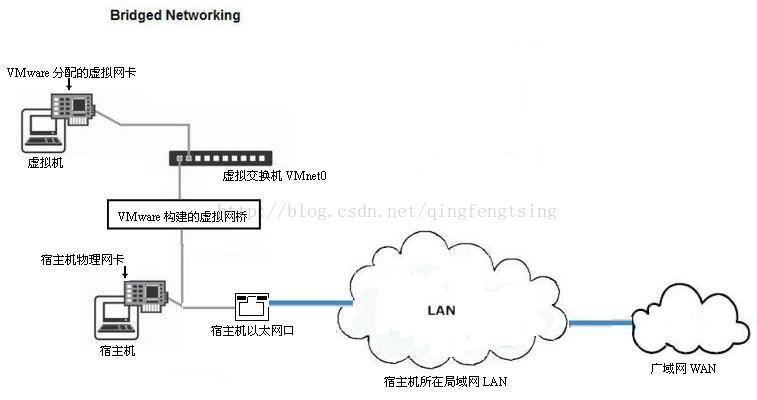 Bridged Networking
VMware 分配的虚拟网卡
虚拟机
虚拟交换机 VMnet0
VMware 构建的虚拟网桥
http://blog.csdn.net/qingfengtsing
宿主机物理网卡
LAN
宿主机以太网口
宿主机
宿主机所在局域网 LAN
广域网 WAN